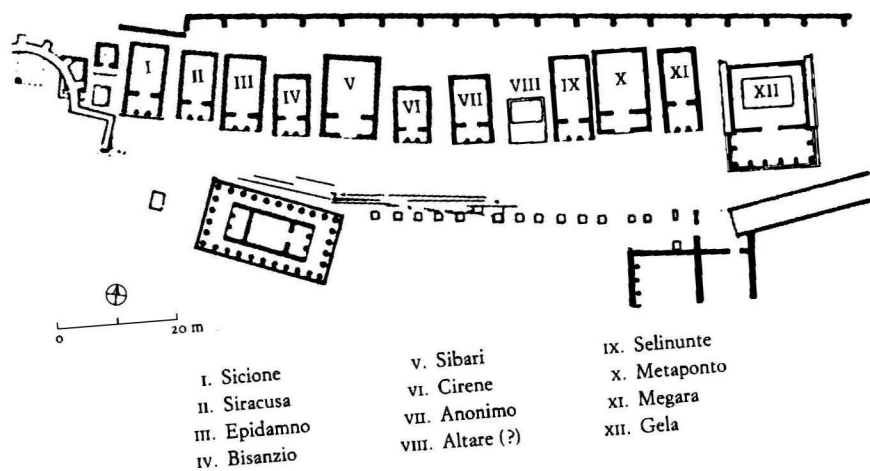 I
II
III
IV
V
VI
VII
VIII
IX
X
XI
XII
0 20 m
I. Sicione
II. Siracusa
III. Epidamno
IV. Bisanzio
V. Sibari
VI. Cirene
VII. Anonimo
VIII. Altare (?)
IX. Selinunte
X. Metaponto
XI. Megara
XII. Gela